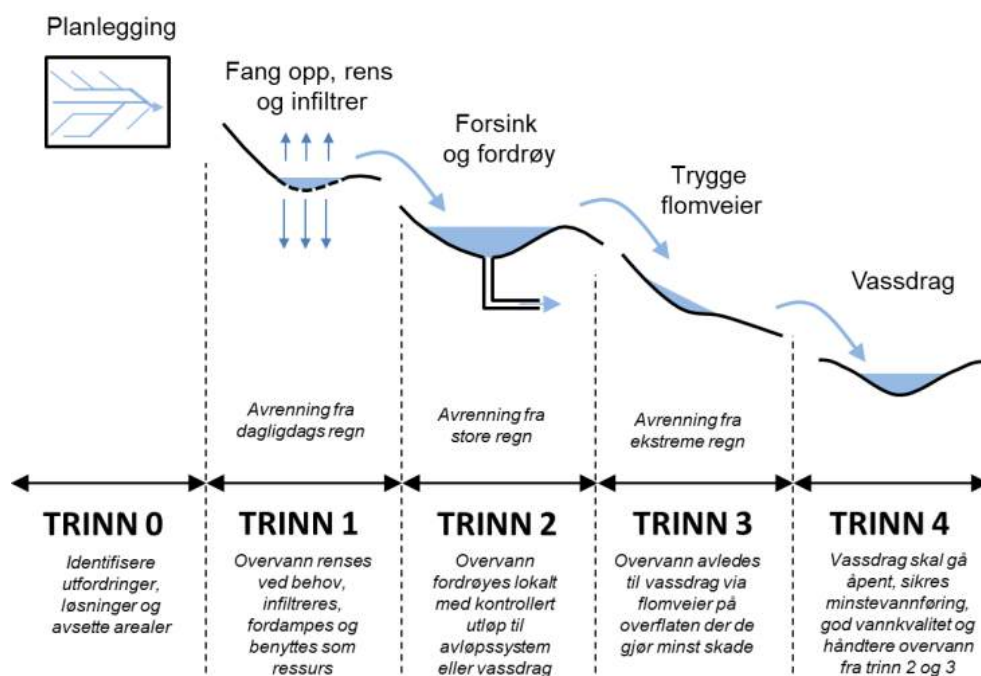 Planlegging
Fang opp, rens
og infiltrer
Forsink
og fordrøy
Trygge
flomveier
Vassdrag
Avrenning fra
dagligdags regn
Avrenning fra
store regn
Avrenning fra
ekstreme regn
TRINN 0
Identifisere
utfordringer,
løsninger og
avsette arealer
TRINN 1
Overvann renses
ved behov,
infiltreres,
fordampes og
benyttes som
ressurs
TRINN 2
Overvann
fordrøyes lokalt
med kontrollert
utløp til
avløpssystem
eller vassdrag
TRINN 3
Overvann avledes
til vassdrag via
flomveier på
overflaten der de
gjør minst skade
TRINN 4
Vassdrag skal gå
åpent, sikres
minstevannføring,
god vannkvalitet og
håndtere overvann
fra trinn 2 og 3